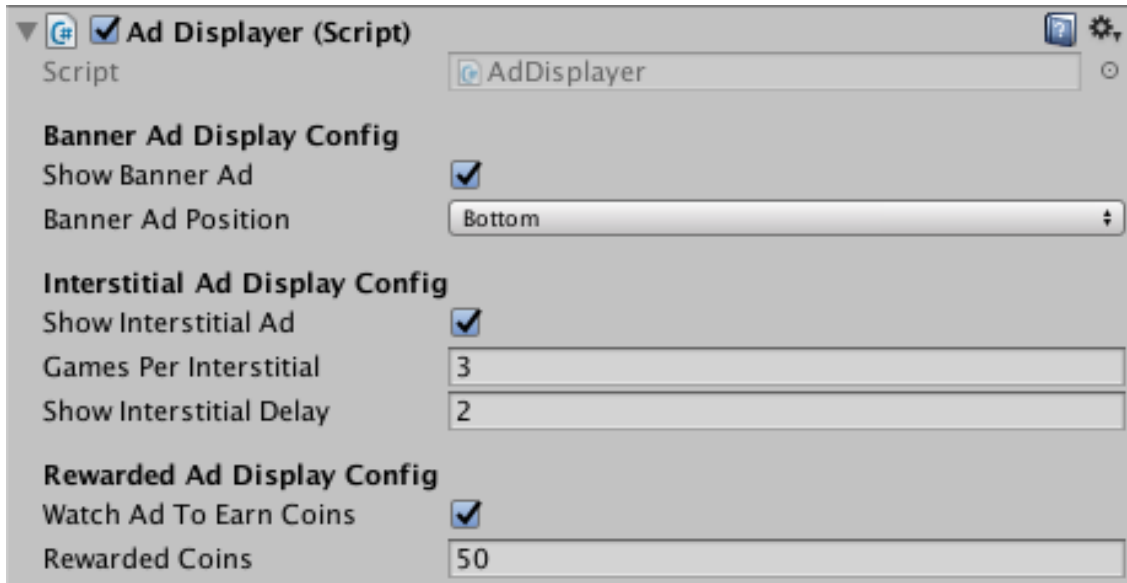 Ad Displayer (Script)
Script AdDisplayer
Banner Ad Display Config
Show Banner Ad
Banner Ad Position Bottom
Interstitial Ad Display Config
Show Interstitial Ad
Games Per Interstitial 3
Show Interstitial Delay 2
Rewarded Ad Display Config
Watch Ad To Earn Coins
Rewarded Coins 50